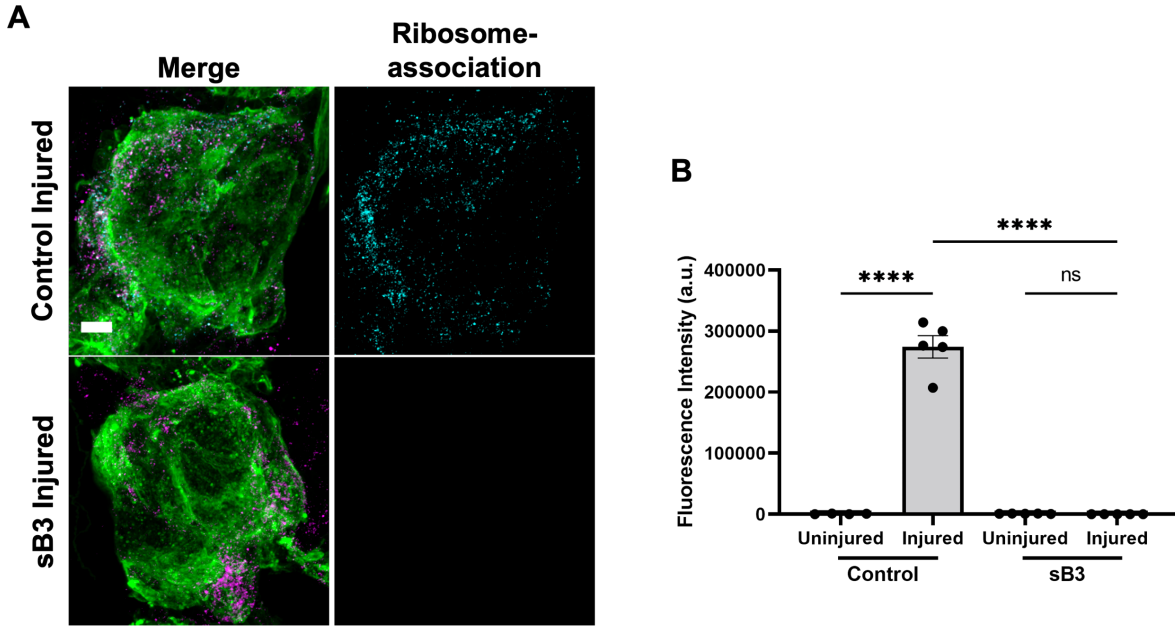 A
Merge
Ribosome-
association
Control Injured
sB3 Injured
B
****
****
ns
Fluorescence Intensity (a.u.)
400000
300000
200000
100000
0
Uninjured Injured Uninjured Injured
Control sB3